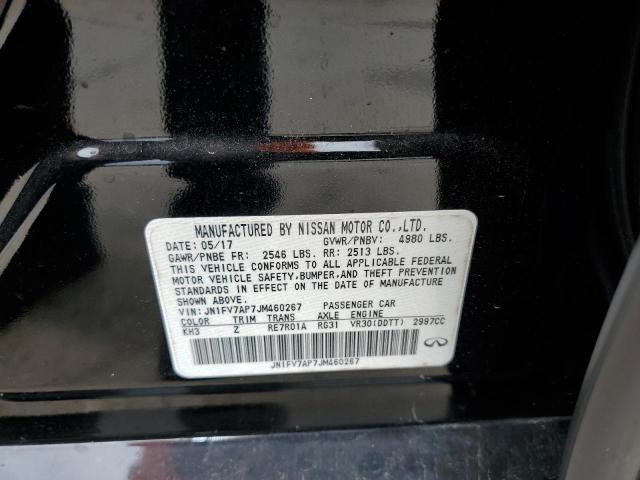 MANUFACTURED BY NISSAN MOTOR CO.,LTD.
DATE: 05/17 GVWR/PNBV: 4980 LBS.
GAWR/PNBE FR: 2546 LBS. RR: 2513 LBS.
THIS VEHICLE CONFORMS TO ALL APPLICABLE FEDERAL
MOTOR VEHICLE SAFETY,BUMPER,AND THEFT PREVENTION
STANDARDS IN EFFECT ON THE DATE OF MANUFACTURE
SHOWN ABOVE.
VIN: JN1FV7AP7JM460267 PASSENGER CAR
COLOR TRIM TRANS AXLE ENGINE
KH3 Z RE7R01A RG31 VR30(DDTT) 2997CC
JN1FV7AP7JM460267